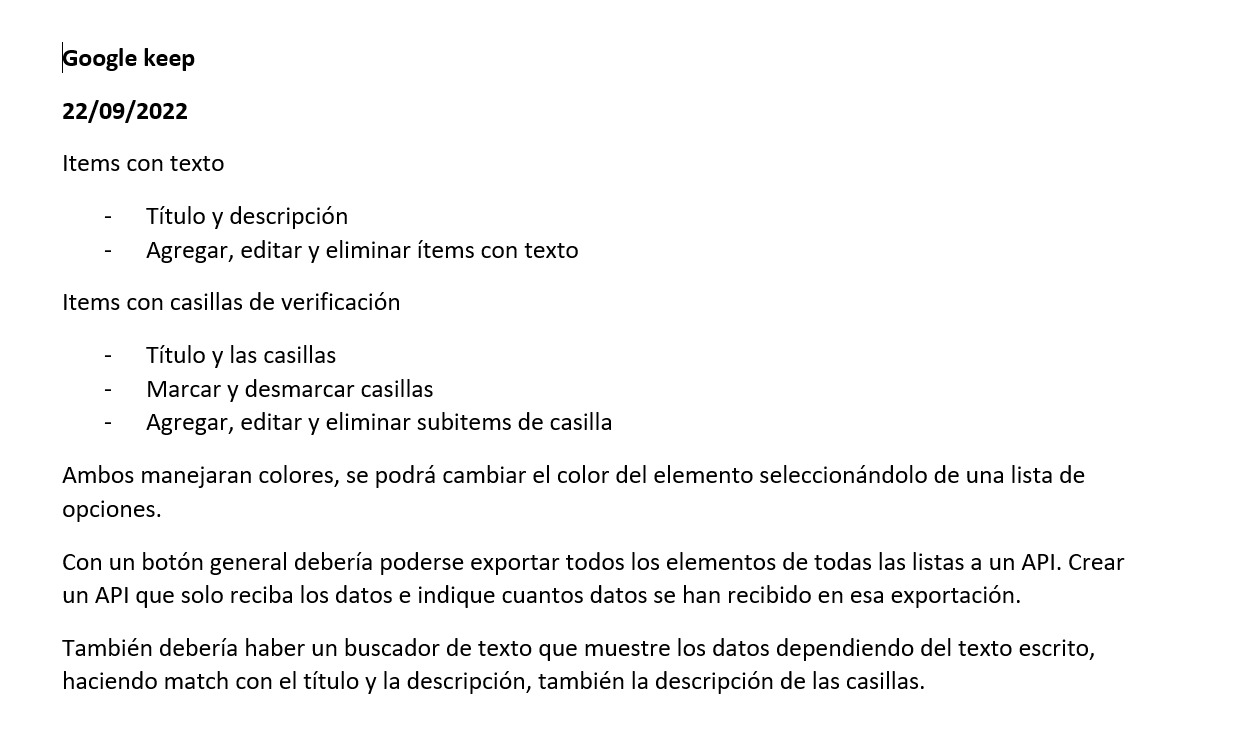 Google keep
22/09/2022
Items con texto
- Título y descripción
- Agregar, editar y eliminar ítems con texto
Items con casillas de verificación
- Título y las casillas
- Marcar y desmarcar casillas
- Agregar, editar y eliminar subitems de casilla
Ambos manejaran colores, se podrá cambiar el color del elemento seleccionándolo de una lista de
opciones.
Con un botón general debería poderse exportar todos los elementos de todas las listas a un API. Crear
un API que solo reciba los datos e indique cuantos datos se han recibido en esa exportación.
También debería haber un buscador de texto que muestre los datos dependiendo del texto escrito,
haciendo match con el título y la descripción, también la descripción de las casillas.